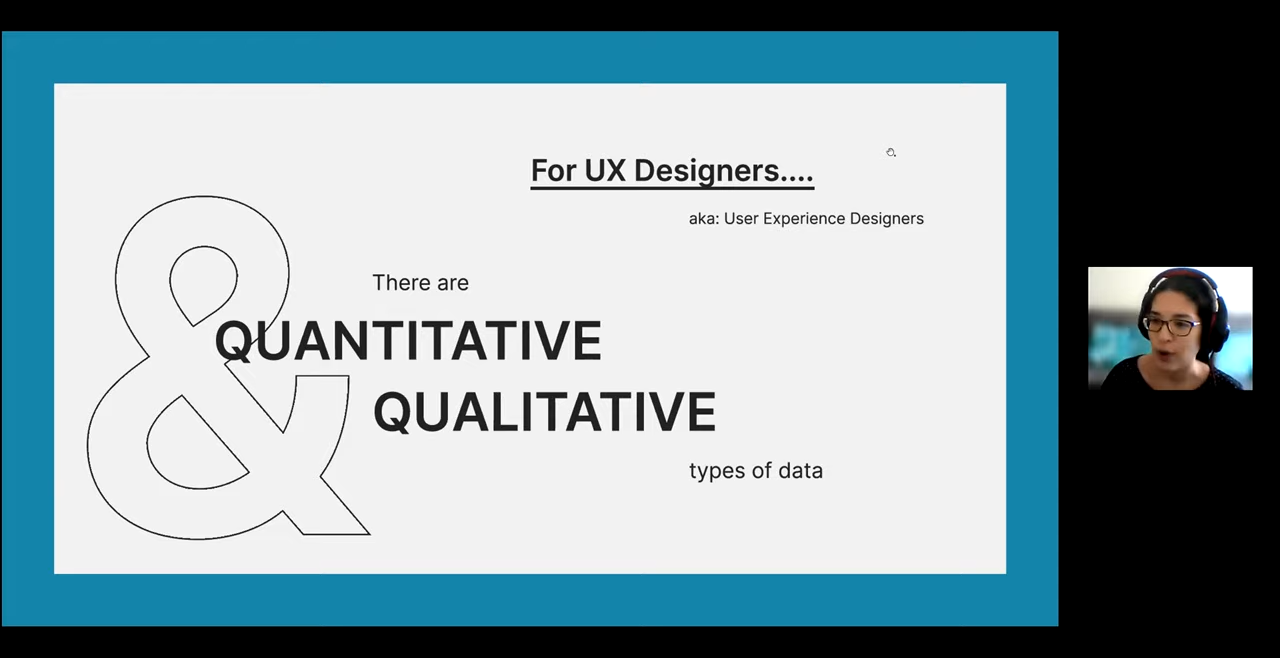 For UX Designers....
aka: User Experience Designers
There are
QUANTITATIVE
&
QUALITATIVE
types of data